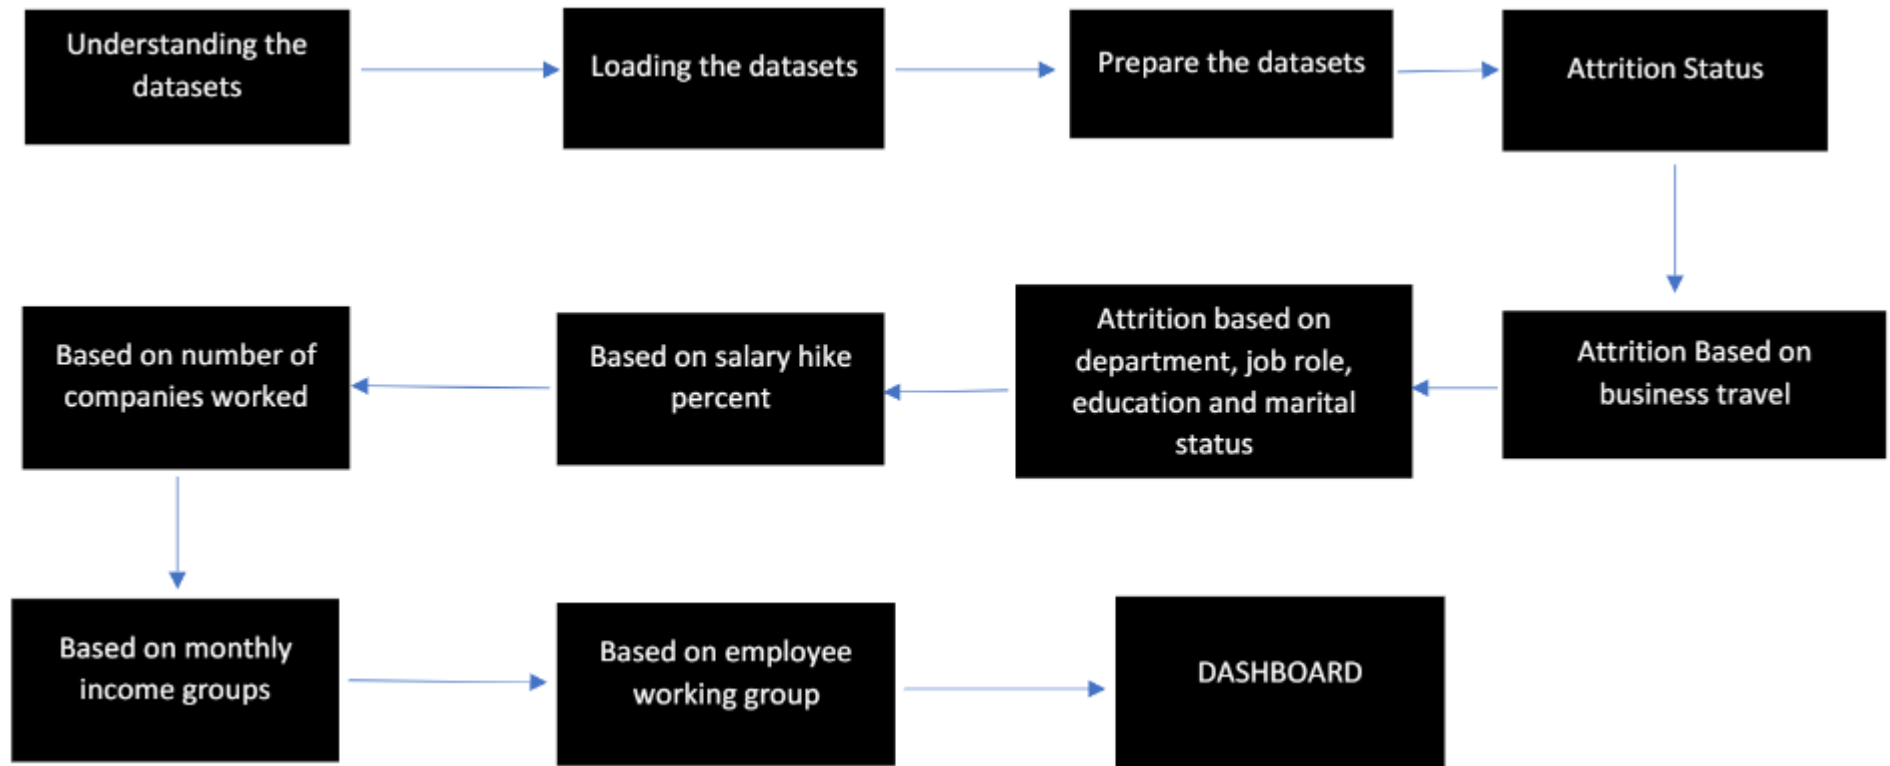 Understanding the
datasets
Loading the datasets
Prepare the datasets
Attrition Status
Attrition Based on
business travel
Attrition based on
department, job role,
education and marital
status
Based on salary hike
percent
Based on number of
companies worked
Based on monthly
income groups
Based on employee
working group
DASHBOARD